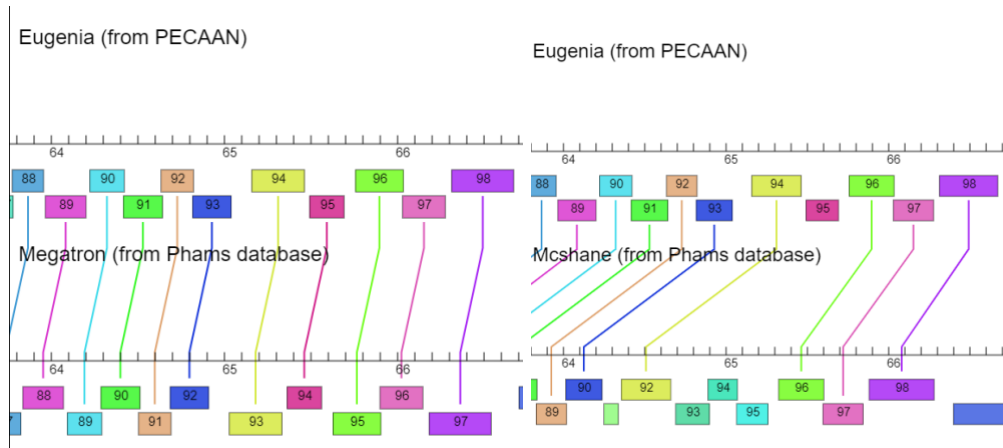 Eugenia (from PECAAN)
64 65 66
88 90 92 94 96 98
89 91 93 95 97
Megatron (from Phams database)
64 65 66
88 90 92 94 96
7 89 91 93 95 97
Eugenia (from PECAAN)
64 65 66
88 90 92 94 96 98
89 91 93 95 97
Mcshane (from Phams database)
64 65 66
90 92 94 96 98
89 93 95 97